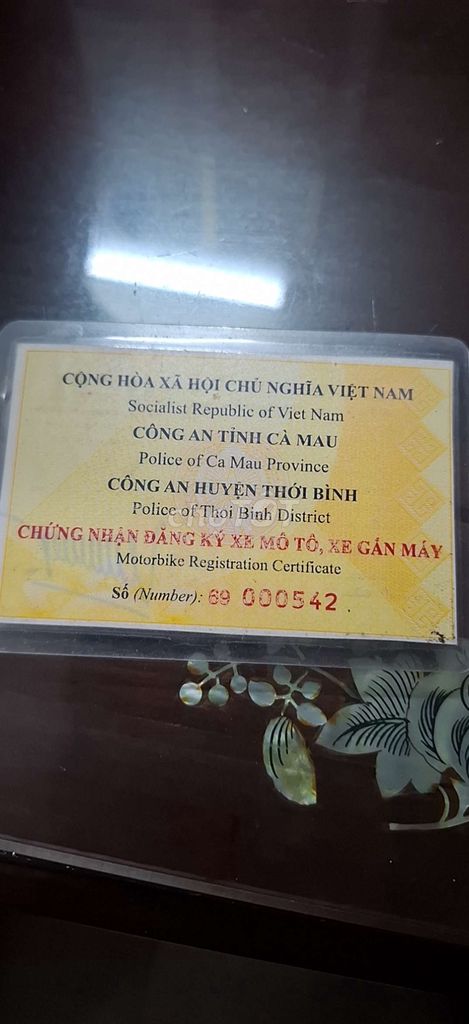 CỘNG HÒA XÃ HỘI CHỦ NGHĨA VIỆT NAM
Socialist Republic of Viet Nam
CÔNG AN TỈNH CÀ MAU
Police of Ca Mau Province
CÔNG AN HUYỆN THỚI BÌNH
Police of Thoi Binh District
CHỨNG NHẬN ĐĂNG KÝ XE MÔ TÔ, XE GẮN MÁY
Motorbike Registration Certificate
Số (Number): 69 000542